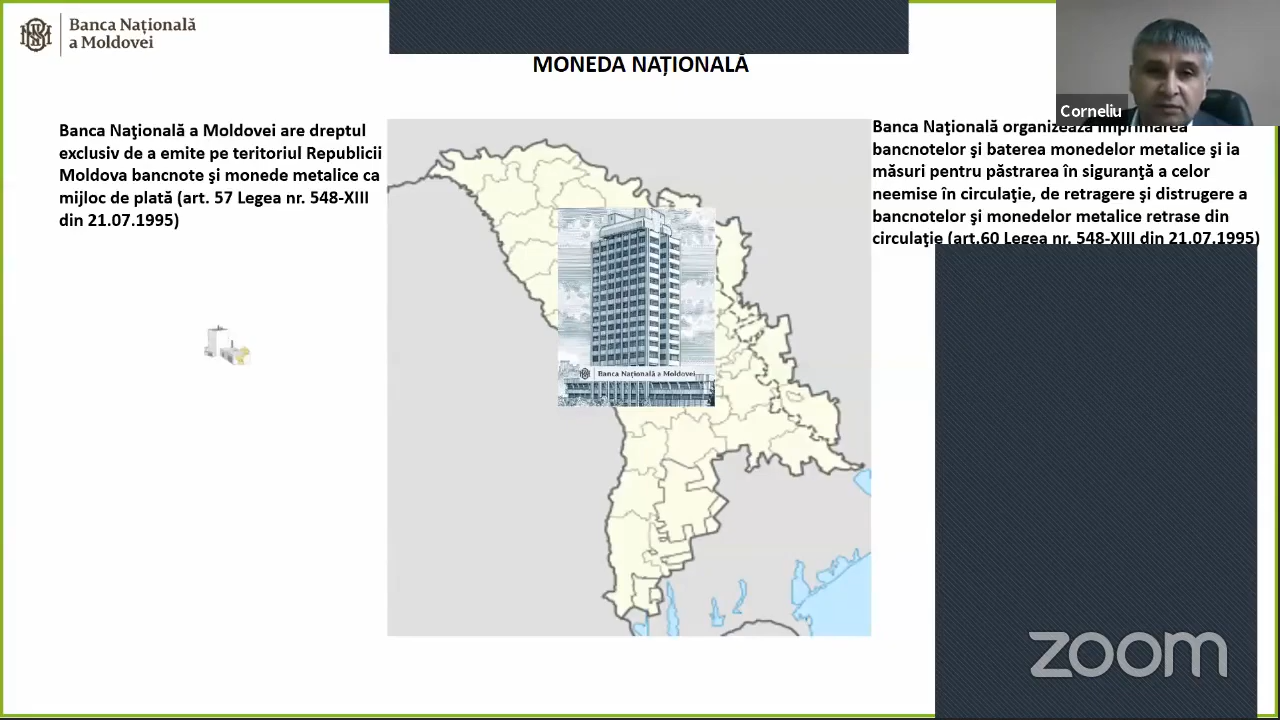 Banca Națională
a Moldovei
MONEDA NAȚIONALĂ
Corneliu
Banca Naţională a Moldovei are dreptul
exclusiv de a emite pe teritoriul Republicii
Moldova bancnote şi monede metalice ca
mijloc de plată (art. 57 Legea nr. 548-XIII
din 21.07.1995)
Banca Naţională organizează imprimarea
bancnotelor şi baterea monedelor metalice şi ia
măsuri pentru păstrarea în siguranţă a celor
neemise în circulaţie, de retragere şi distrugere a
bancnotelor şi monedelor metalice retrase din
circulaţie (art.60 Legea nr. 548-XIII din 21.07.1995)
Banca Națională a Moldovei
zoom